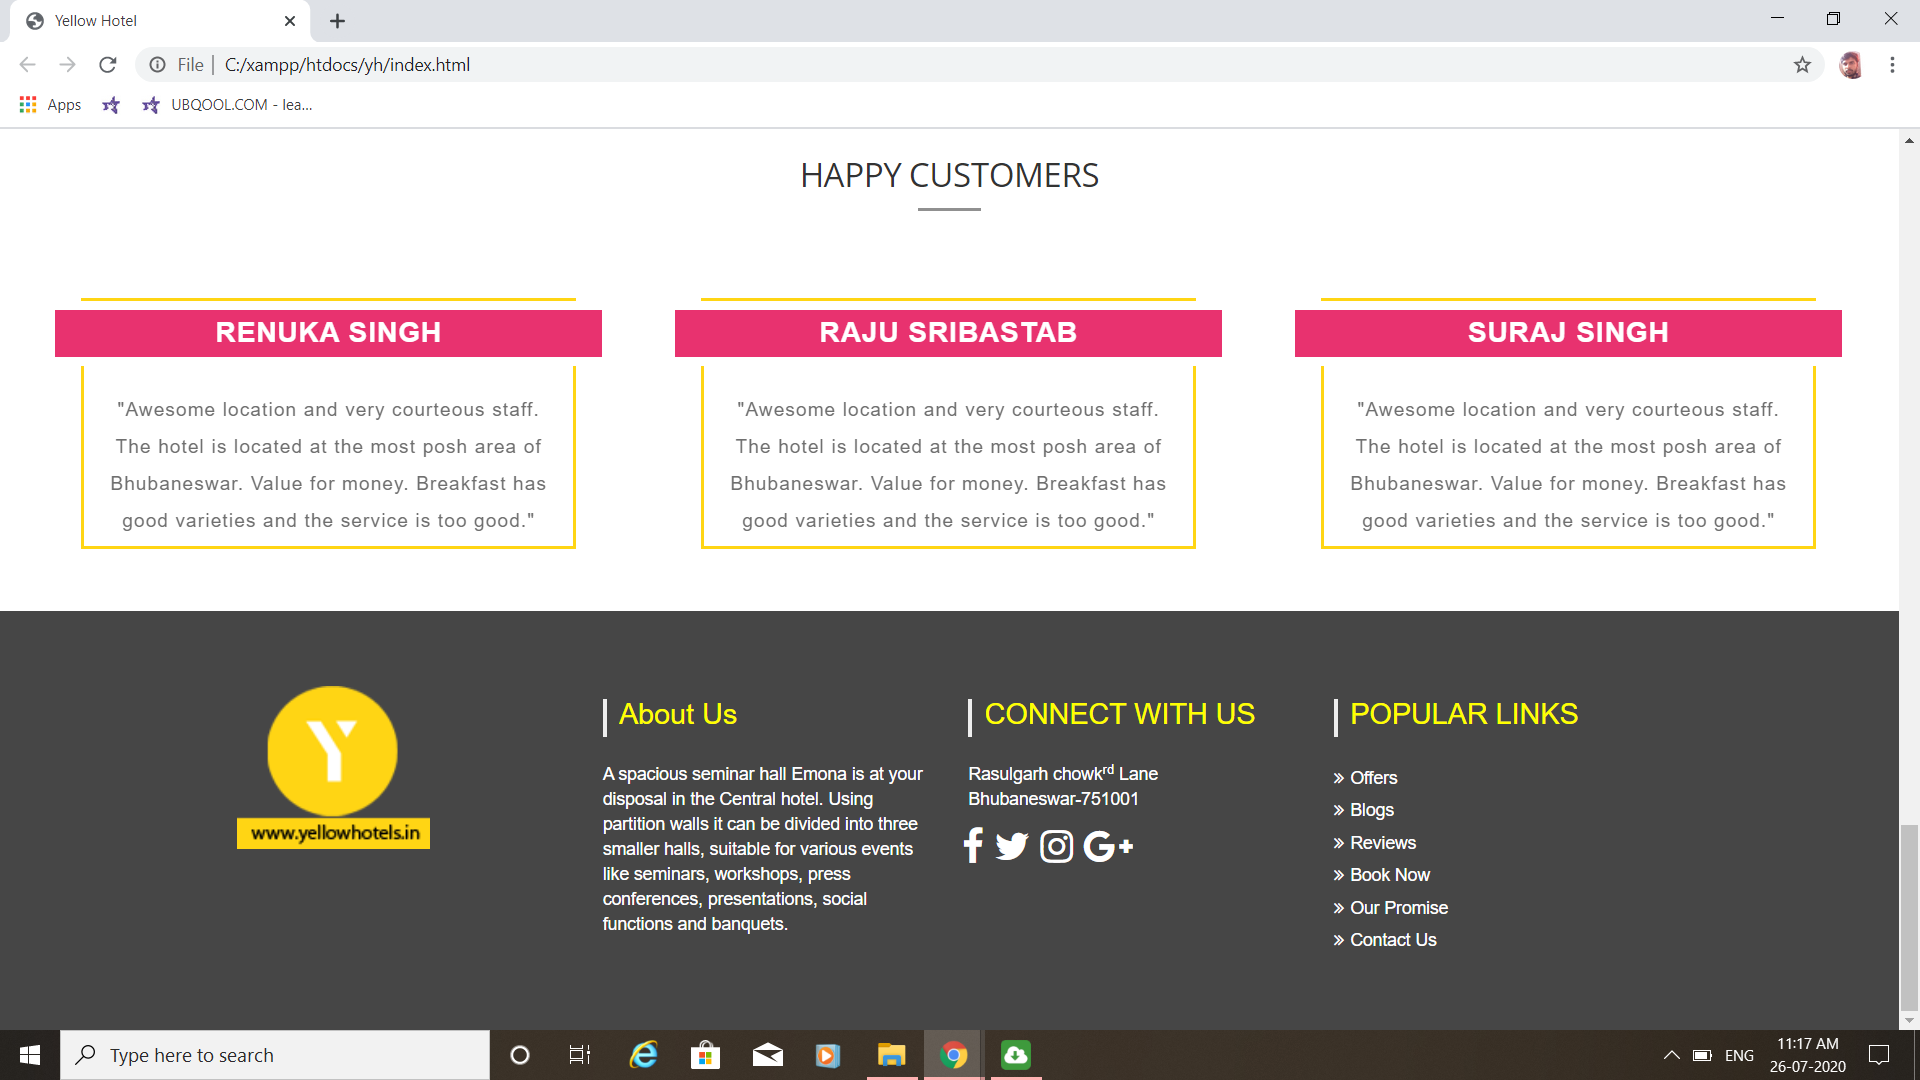 Yellow Hotel
File | C:/xampp/htdocs/yh/index.html
Apps
UBQOOL.COM - lea...
HAPPY CUSTOMERS
RENUKA SINGH
"Awesome location and very courteous staff.
The hotel is located at the most posh area of
Bhubaneswar. Value for money. Breakfast has
good varieties and the service is too good."
RAJU SRIBASTAB
"Awesome location and very courteous staff.
The hotel is located at the most posh area of
Bhubaneswar. Value for money. Breakfast has
good varieties and the service is too good."
SURAJ SINGH
"Awesome location and very courteous staff.
The hotel is located at the most posh area of
Bhubaneswar. Value for money. Breakfast has
good varieties and the service is too good."
Y
www.yellowhotels.in
About Us
A spacious seminar hall Emona is at your
disposal in the Central hotel. Using
partition walls it can be divided into three
smaller halls, suitable for various events
like seminars, workshops, press
conferences, presentations, social
functions and banquets.
CONNECT WITH US
Rasulgarh chowkrd Lane
Bhubaneswar-751001
POPULAR LINKS
» Offers
» Blogs
» Reviews
» Book Now
» Our Promise
» Contact Us
Type here to search
ENG
11:17 AM
26-07-2020